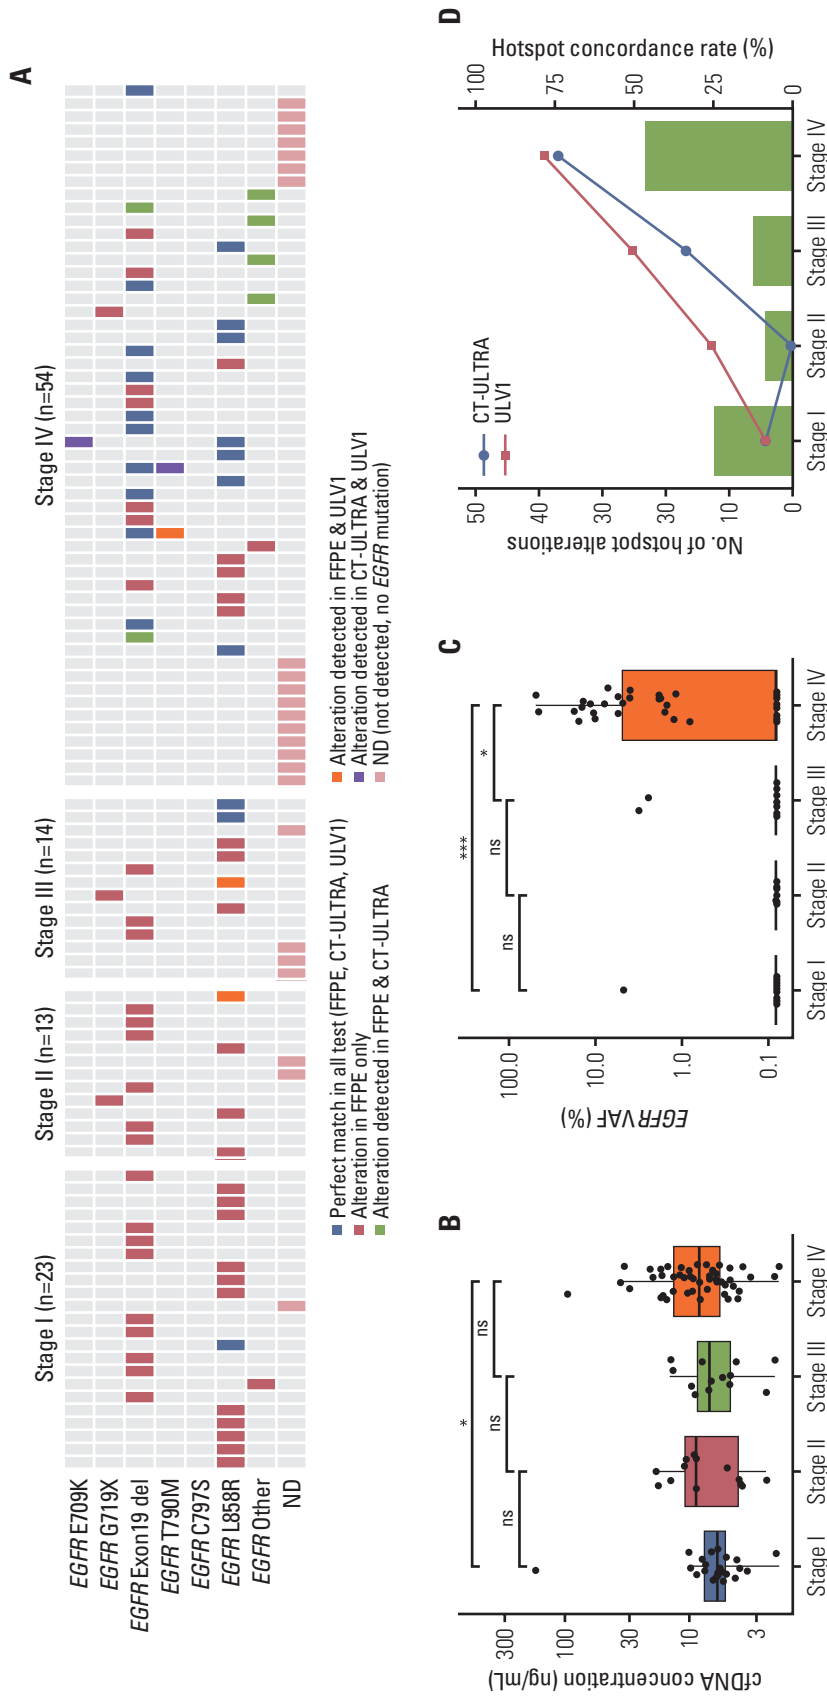 A
Stage I (n=23)
Stage II (n=13)
Stage III (n=14)
Stage IV (n=54)
EGFR E709K
EGFR G719X
EGFR Exon19 del
EGFR T790M
EGFR C797S
EGFR L858R
EGFR Other
ND
Perfect match in all test (FFPE, CT-ULTRA, ULV1)
Alteration in FFPE only
Alteration detected in FFPE & CT-ULTRA
Alteration detected in FFPE & ULV1
Alteration detected in CT-ULTRA & ULV1
ND (not detected, no EGFR mutation)
B
cfDNA concentration (ng/mL)
300
100
30
10
3
*
ns
ns
ns
Stage I
Stage II
Stage III
Stage IV
C
EGFR VAF (%)
100.0
10.0
1.0
0.1
***
*
ns
ns
Stage I
Stage II
Stage III
Stage IV
D
No. of hotspot alterations
50
40
30
20
10
0
CT-ULTRA
ULV1
Hotspot concordance rate (%)
100
75
50
25
0
Stage I
Stage II
Stage III
Stage IV